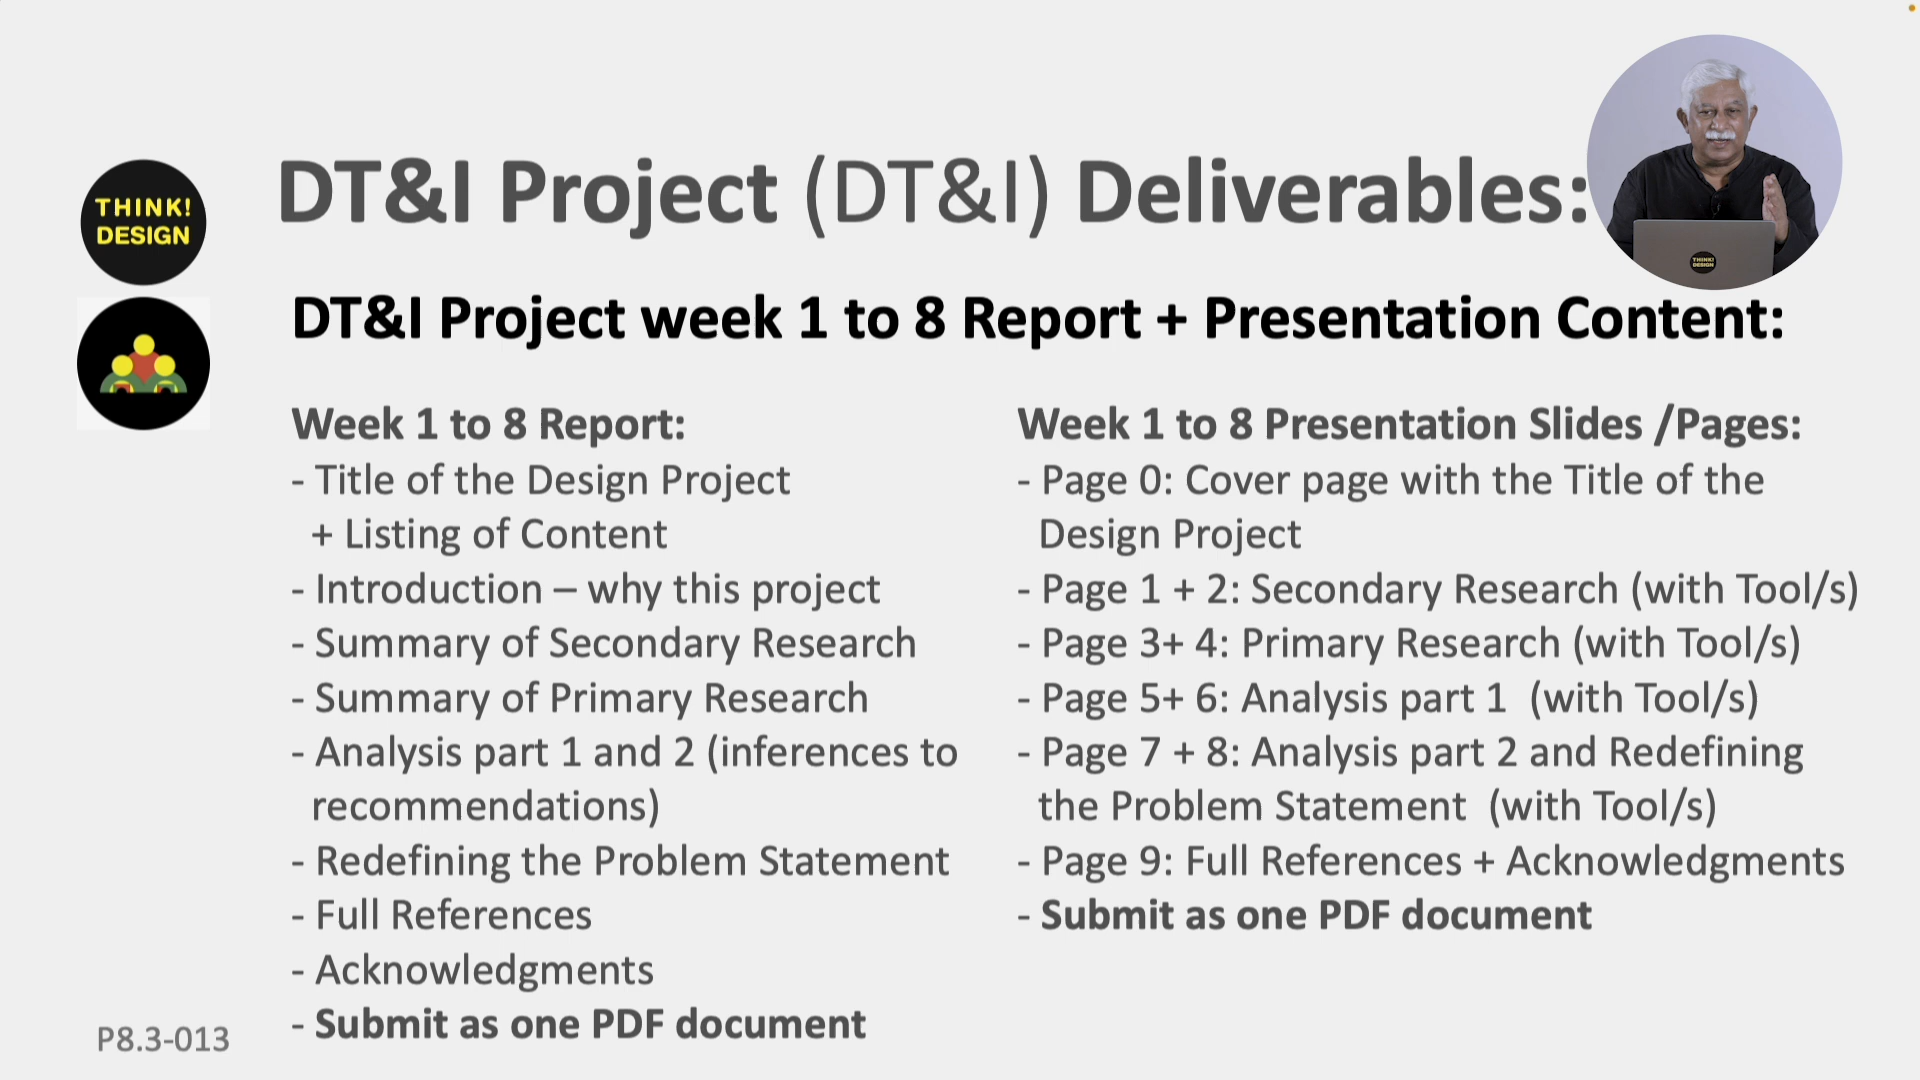 DT&I Project (DT&I) Deliverables:
THINK!
DESIGN
THINK!
DESIGN
DT&I Project week 1 to 8 Report + Presentation Content:
Week 1 to 8 Report:
- Title of the Design Project
+ Listing of Content
- Introduction – why this project
- Summary of Secondary Research
- Summary of Primary Research
- Analysis part 1 and 2 (inferences to
recommendations)
- Redefining the Problem Statement
- Full References
- Acknowledgments
- Submit as one PDF document
Week 1 to 8 Presentation Slides /Pages:
- Page 0: Cover page with the Title of the
Design Project
- Page 1 + 2: Secondary Research (with Tool/s)
- Page 3+ 4: Primary Research (with Tool/s)
- Page 5+ 6: Analysis part 1  (with Tool/s)
- Page 7 + 8: Analysis part 2 and Redefining
the Problem Statement  (with Tool/s)
- Page 9: Full References + Acknowledgments
- Submit as one PDF document
P8.3-013